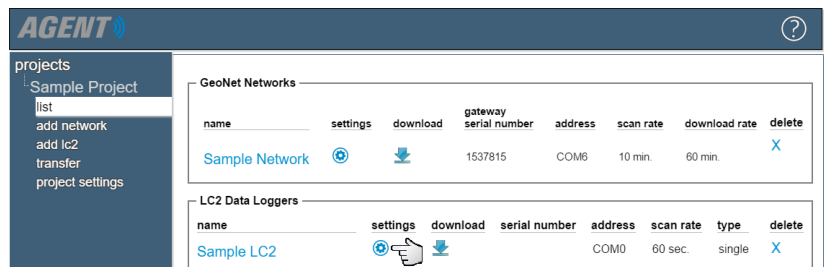 AGENT
?
projects
Sample Project
list
add network
add lc2
transfer
project settings
GeoNet Networks
name settings download gateway serial number address scan rate download rate delete
Sample Network 1537815 COM6 10 min. 60 min. X
LC2 Data Loggers
name settings download serial number address scan rate type delete
Sample LC2 COM0 60 sec. single X